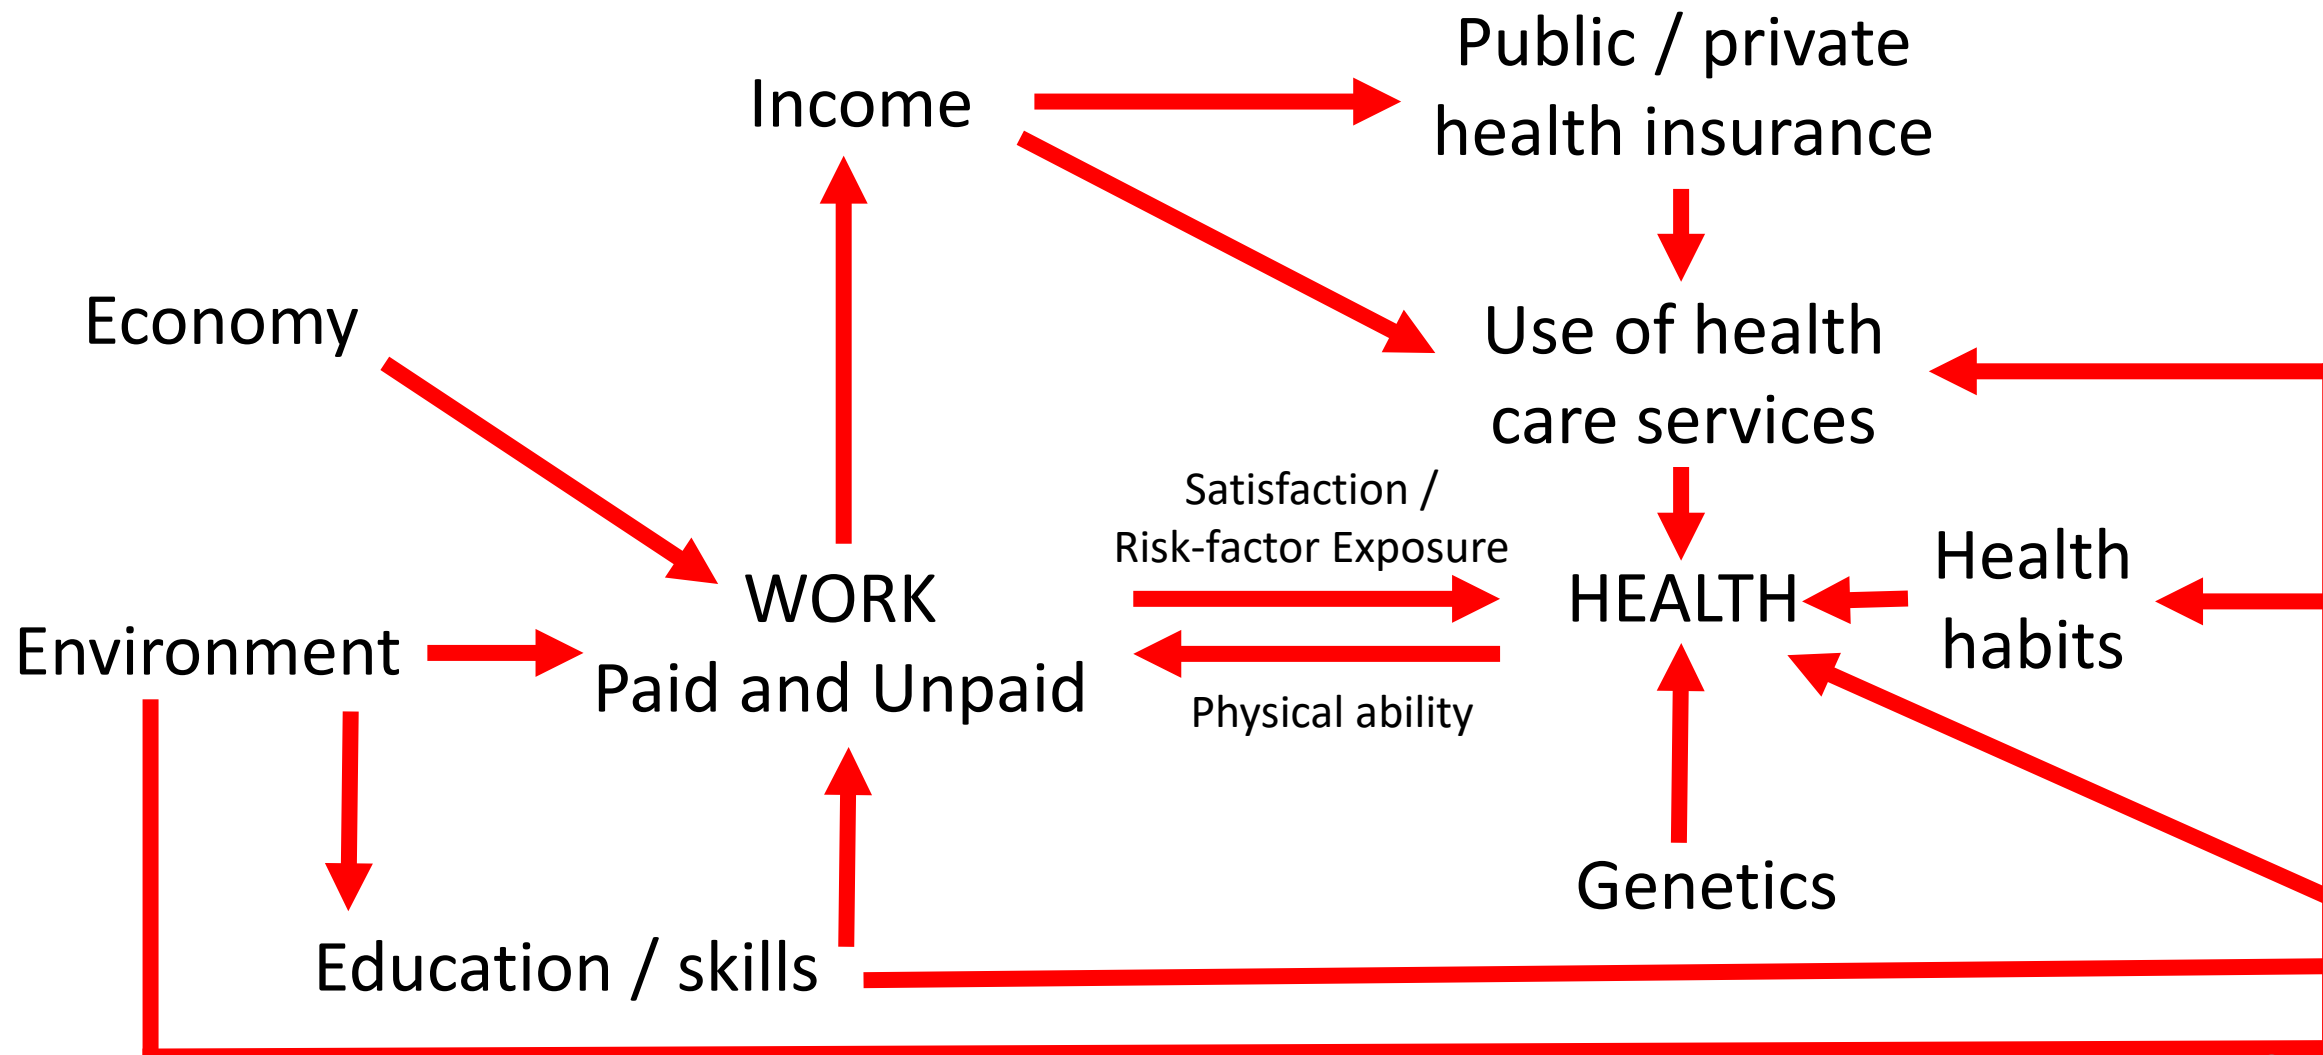 Public / private
health insurance
Income
Economy
Use of health
care services
Satisfaction /
Risk-factor Exposure
WORK
Paid and Unpaid
HEALTH
Health
habits
Environment
Physical ability
Genetics
Education / skills